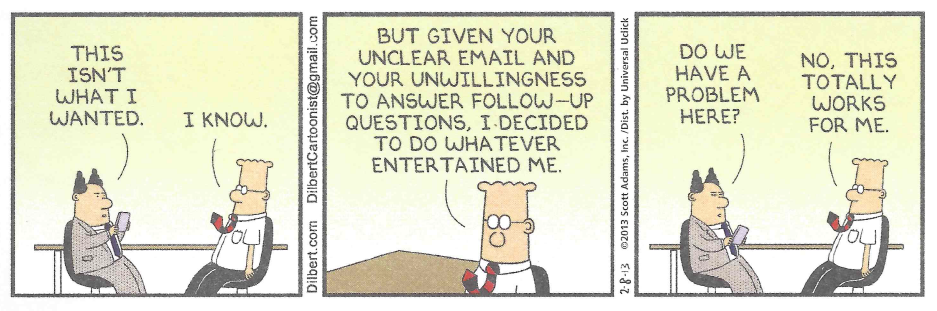 THIS
ISN'T
WHAT I
WANTED.
I KNOW.
DilbertCartoonist@gmail.com
Dilbert.com
BUT GIVEN YOUR
UNCLEAR EMAIL AND
YOUR UNWILLINGNESS
TO ANSWER FOLLOW-UP
QUESTIONS, I DECIDED
TO DO WHATEVER
ENTERTAINED ME.
2-8-13 ©2013 Scott Adams, Inc. /Dist. by Universal Uclick
DO WE
HAVE A
PROBLEM
HERE?
NO, THIS
TOTALLY
WORKS
FOR ME.